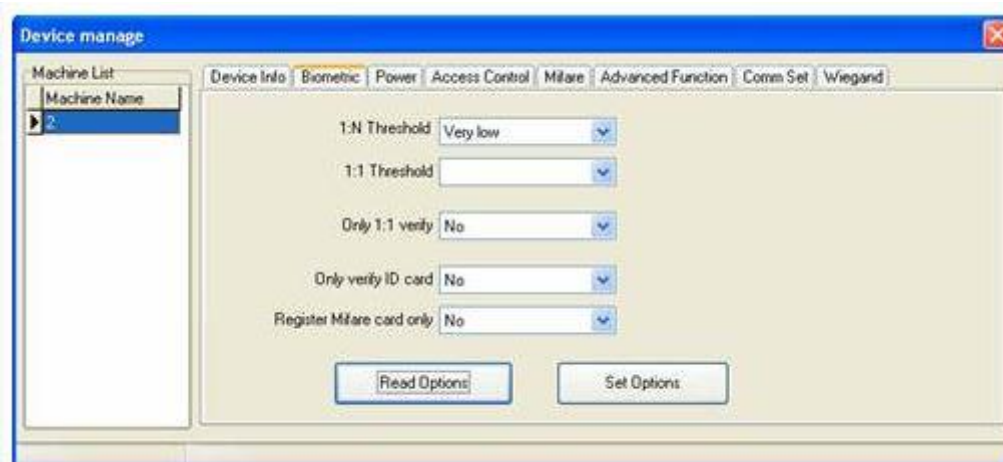 Device manage
Machine List
Machine Name
2
Device Info Biometric Power Access Control Mifare Advanced Function Comm Set Wiegand
1:N Threshold Very low
1:1 Threshold
Only 1:1 verify No
Only verify ID card No
Register Mifare card only No
Read Options Set Options